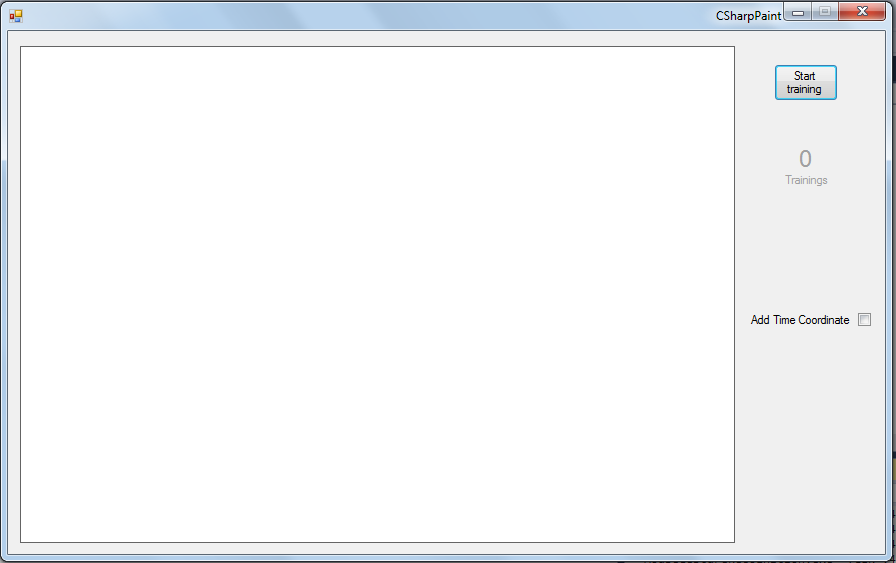 CSharpPaint
Start
training
0
Trainings
Add Time Coordinate